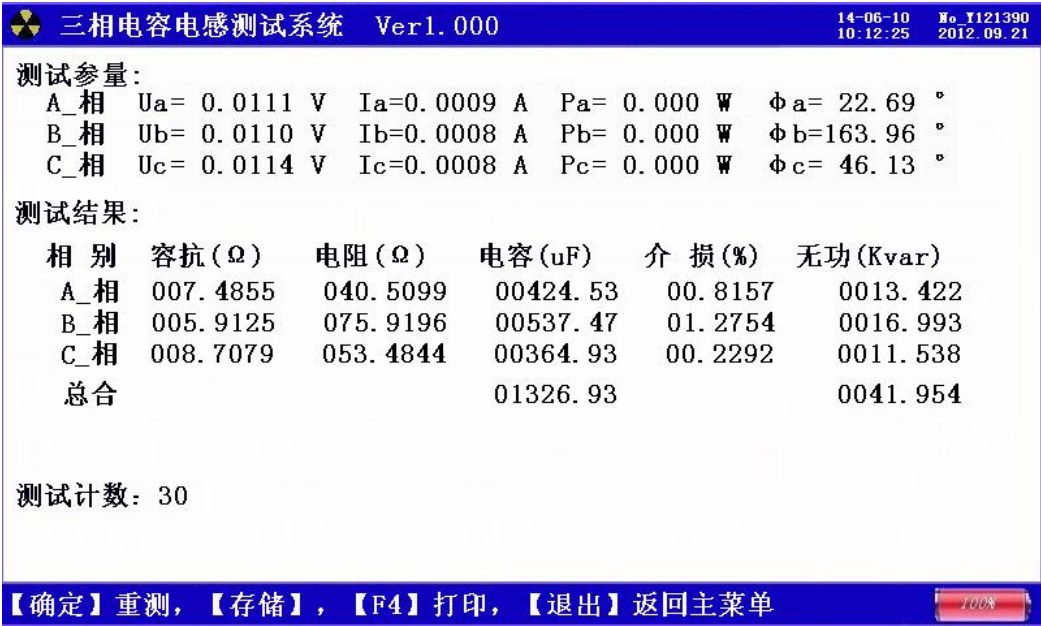 三相电容电感测试系统 Ver1.000 14-06-10 No_Y121390
10:12:25 2012.09.21
测试参量:
A_相 Ua= 0.0111 V Ia=0.0009 A Pa= 0.000 W Φa= 22.69 °
B_相 Ub= 0.0110 V Ib=0.0008 A Pb= 0.000 W Φb=163.96 °
C_相 Uc= 0.0114 V Ic=0.0008 A Pc= 0.000 W Φc= 46.13 °
测试结果:
相 别 容抗(Ω) 电阻(Ω) 电容(uF) 介 损(%) 无功(Kvar)
A_相 007.4855 040.5099 00424.53 00.8157 0013.422
B_相 005.9125 075.9196 00537.47 01.2754 0016.993
C_相 008.7079 053.4844 00364.93 00.2292 0011.538
总合 01326.93 0041.954
测试计数: 30
【确定】重测, 【存储】, 【F4】打印, 【退出】返回主菜单 100%